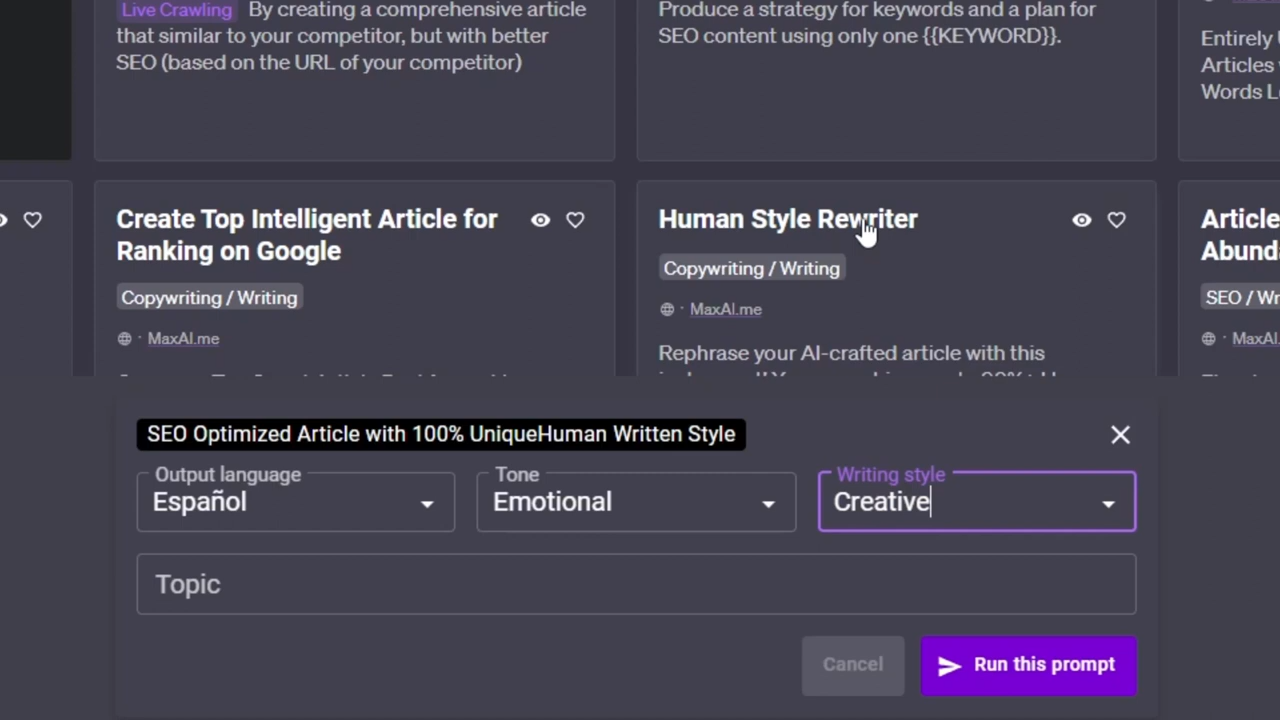 Live Crawling By creating a comprehensive article
that similar to your competitor, but with better
SEO (based on the URL of your competitor)
Produce a strategy for keywords and a plan for
SEO content using only one {{KEYWORD}}.
Entirely
Articles
Words
Create Top Intelligent Article for
Ranking on Google
Copywriting / Writing
MaxAI.me
Human Style Rewriter
Copywriting / Writing
MaxAI.me
Rephrase your AI-crafted article with this
Article
SEO / Wr
MaxAI.
SEO Optimized Article with 100% UniqueHuman Written Style
Output language
Español
Tone
Emotional
Writing style
Creative
Topic
Cancel
Run this prompt